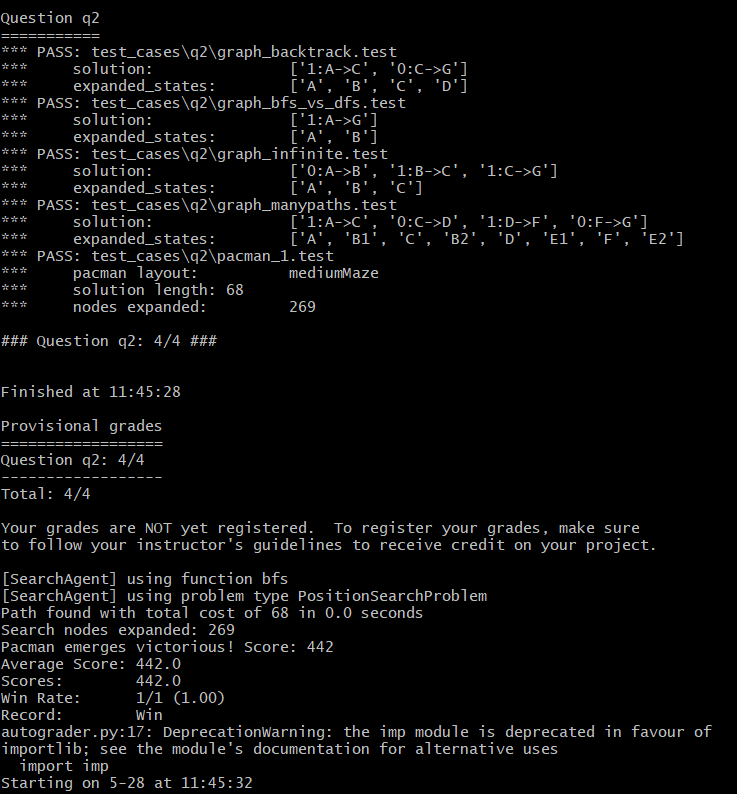 Question q2
===========
*** PASS: test_cases\q2\graph_backtrack.test
***     solution:               ['1:A->C', '0:C->G']
***     expanded_states:        ['A', 'B', 'C', 'D']
*** PASS: test_cases\q2\graph_bfs_vs_dfs.test
***     solution:               ['1:A->G']
***     expanded_states:        ['A', 'B']
*** PASS: test_cases\q2\graph_infinite.test
***     solution:               ['0:A->B', '1:B->C', '1:C->G']
***     expanded_states:        ['A', 'B', 'C']
*** PASS: test_cases\q2\graph_manypaths.test
***     solution:               ['1:A->C', '0:C->D', '1:D->F', '0:F->G']
***     expanded_states:        ['A', 'B1', 'C', 'B2', 'D', 'E1', 'F', 'E2']
*** PASS: test_cases\q2\pacman_1.test
***     pacman layout:          mediumMaze
***     solution length: 68
***     nodes expanded:         269

### Question q2: 4/4 ###


Finished at 11:45:28

Provisional grades
==================
Question q2: 4/4
------------------
Total: 4/4

Your grades are NOT yet registered.  To register your grades, make sure
to follow your instructor's guidelines to receive credit on your project.

[SearchAgent] using function bfs
[SearchAgent] using problem type PositionSearchProblem
Path found with total cost of 68 in 0.0 seconds
Search nodes expanded: 269
Pacman emerges victorious! Score: 442
Average Score: 442.0
Scores:        442.0
Win Rate:      1/1 (1.00)
Record:        Win
autograder.py:17: DeprecationWarning: the imp module is deprecated in favour of
importlib; see the module's documentation for alternative uses
  import imp
Starting on 5-28 at 11:45:32